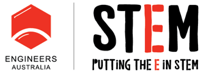 ENGINEERS
AUSTRALIA
STEM
PUTTING THE E IN STEM